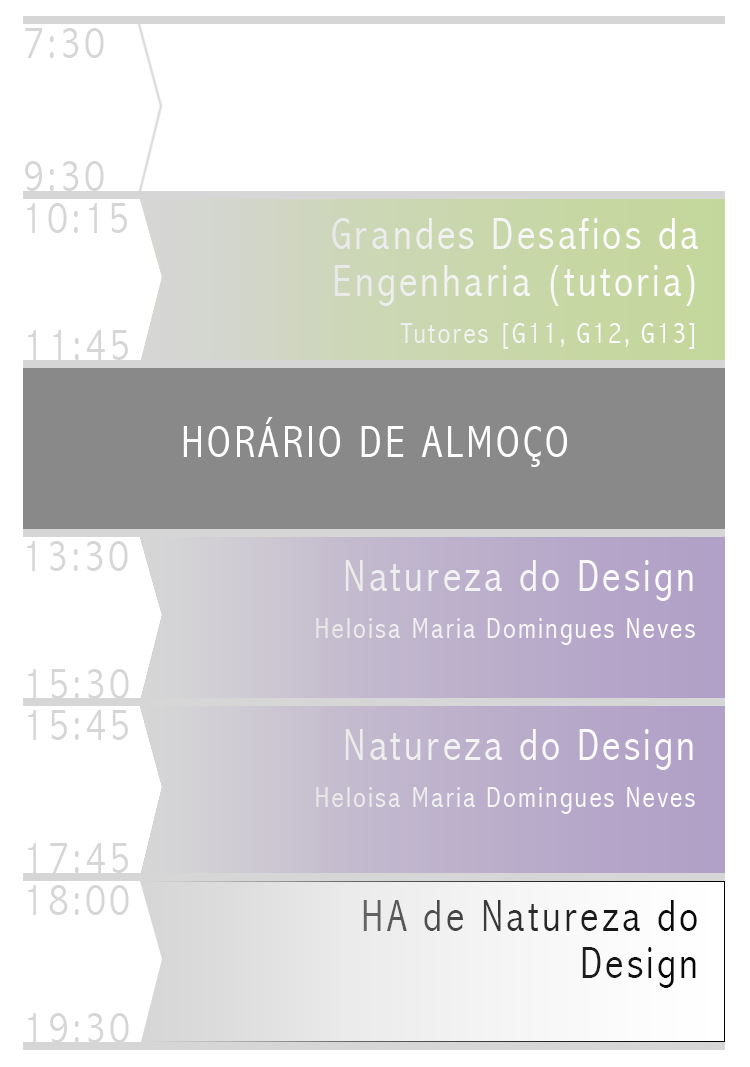 7:30
9:30
10:15
Grandes Desafios da
Engenharia (tutoria)
Tutores [G11, G12, G13]
11:45
HORÁRIO DE ALMOÇO
13:30
Natureza do Design
Heloisa Maria Domingues Neves
15:30
15:45
Natureza do Design
Heloisa Maria Domingues Neves
17:45
18:00
HA de Natureza do
Design
19:30